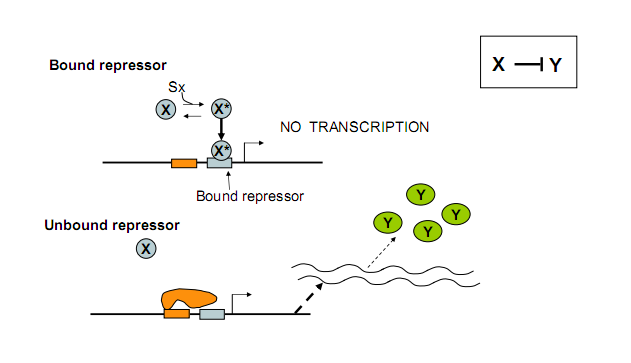 X Y
Bound repressor
Sx
X X*
NO TRANSCRIPTION
X*
Bound repressor
Unbound repressor
X
Y
Y Y
Y